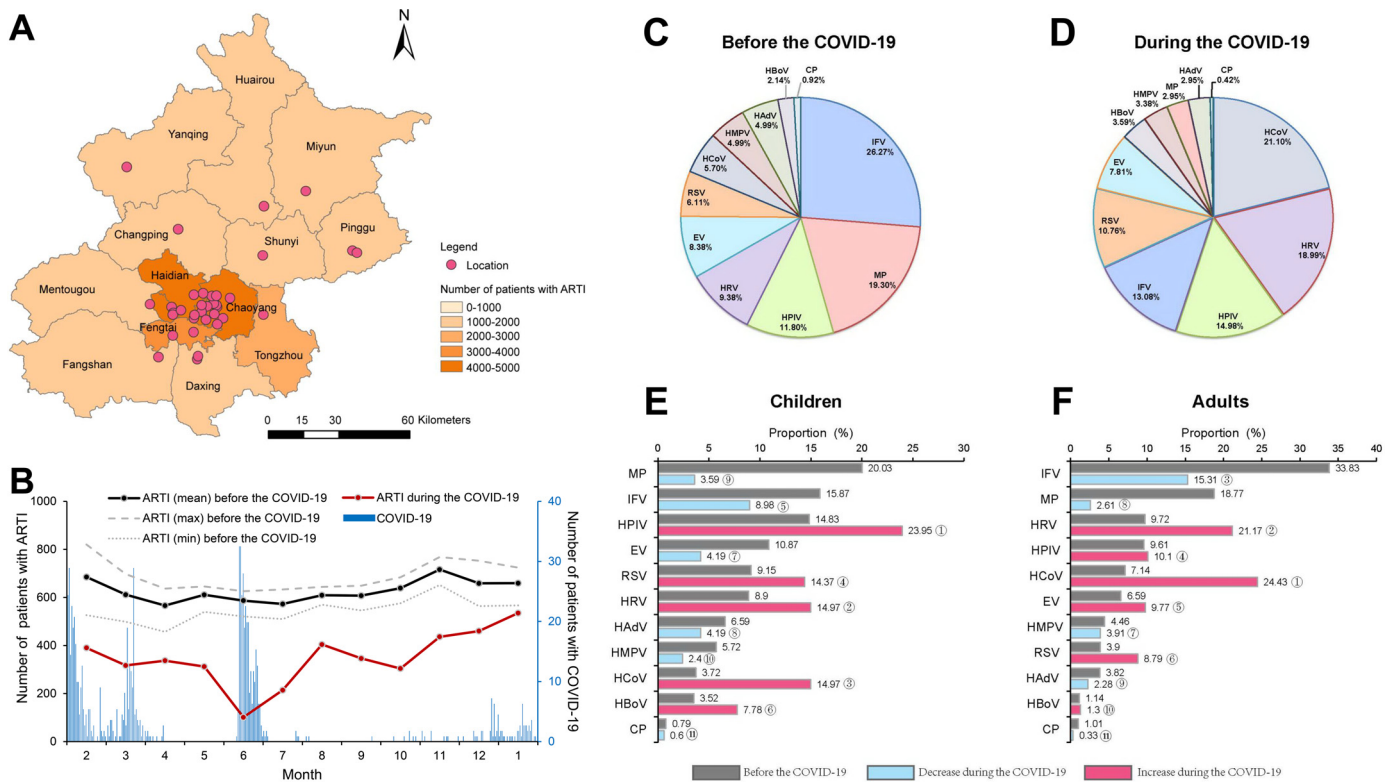 A
N
Huairou
Yanqing
Miyun
Changping
Shunyi
Pinggu
Haidian
Mentougou
Chaoyang
Fengtai
Tongzhou
Fangshan
Daxing
Legend
Location
Number of patients with ARTI
0-1000
1000-2000
2000-3000
3000-4000
4000-5000
0 15 30 60 Kilometers
B
ARTI (mean) before the COVID-19
ARTI during the COVID-19
ARTI (max) before the COVID-19
COVID-19
ARTI (min) before the COVID-19
Number of patients with ARTI
1000
800
600
400
200
0
Number of patients with COVID-19
40
30
20
10
0
2 3 4 5 6 7 8 9 10 11 12 1
Month
C
Before the COVID-19
IFV
26.27%
MP
19.30%
HPIV
11.80%
HRV
9.38%
EV
8.38%
RSV
6.11%
HCoV
5.70%
HMPV
4.99%
HAdV
4.99%
HBoV
2.14%
CP
0.92%
D
During the COVID-19
HCoV
21.10%
HRV
18.99%
HPIV
14.98%
IFV
13.08%
RSV
10.76%
EV
7.81%
HBoV
3.59%
HMPV
3.38%
MP
2.95%
HAdV
2.95%
CP
0.42%
E
Children
Proportion (%)
0 5 10 15 20 25 30
MP
20.03
3.59 ⑨
IFV
15.87
8.98 ⑤
HPIV
14.83
23.95 ①
EV
10.87
4.19 ⑦
RSV
9.15
14.37 ④
HRV
8.9
14.97 ②
HAdV
6.59
4.19 ⑧
HMPV
5.72
2.4 ⑩
HCoV
3.72
14.97 ③
HBoV
3.52
7.78 ⑥
CP
0.79
0.6 ⑪
F
Adults
Proportion (%)
0 5 10 15 20 25 30 35 40
IFV
33.83
15.31 ③
MP
18.77
2.61 ⑧
HRV
9.72
21.17 ②
HPIV
9.61
10.1 ④
HCoV
7.14
24.43 ①
EV
6.59
9.77 ⑤
HMPV
4.46
3.91 ⑦
RSV
3.9
8.79 ⑥
HAdV
3.82
2.28 ⑨
HBoV
1.14
1.3 ⑩
CP
1.01
0.33 ⑪
Before the COVID-19
Decrease during the COVID-19
Increase during the COVID-19